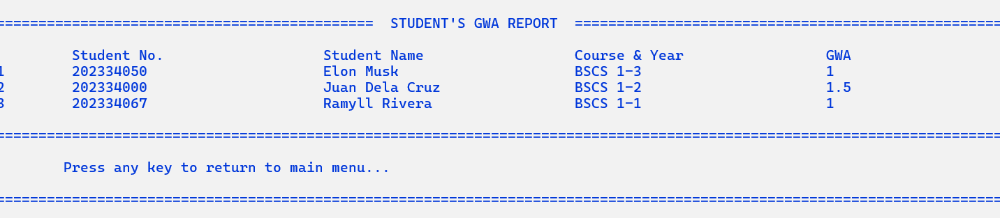 ============================================= STUDENT'S GWA REPORT ===================================================
Student No. Student Name Course & Year GWA
1 202334050 Elon Musk BSCS 1-3 1
2 202334000 Juan Dela Cruz BSCS 1-2 1.5
3 202334067 Ramyll Rivera BSCS 1-1 1
========================================================================================================================
Press any key to return to main menu...
========================================================================================================================